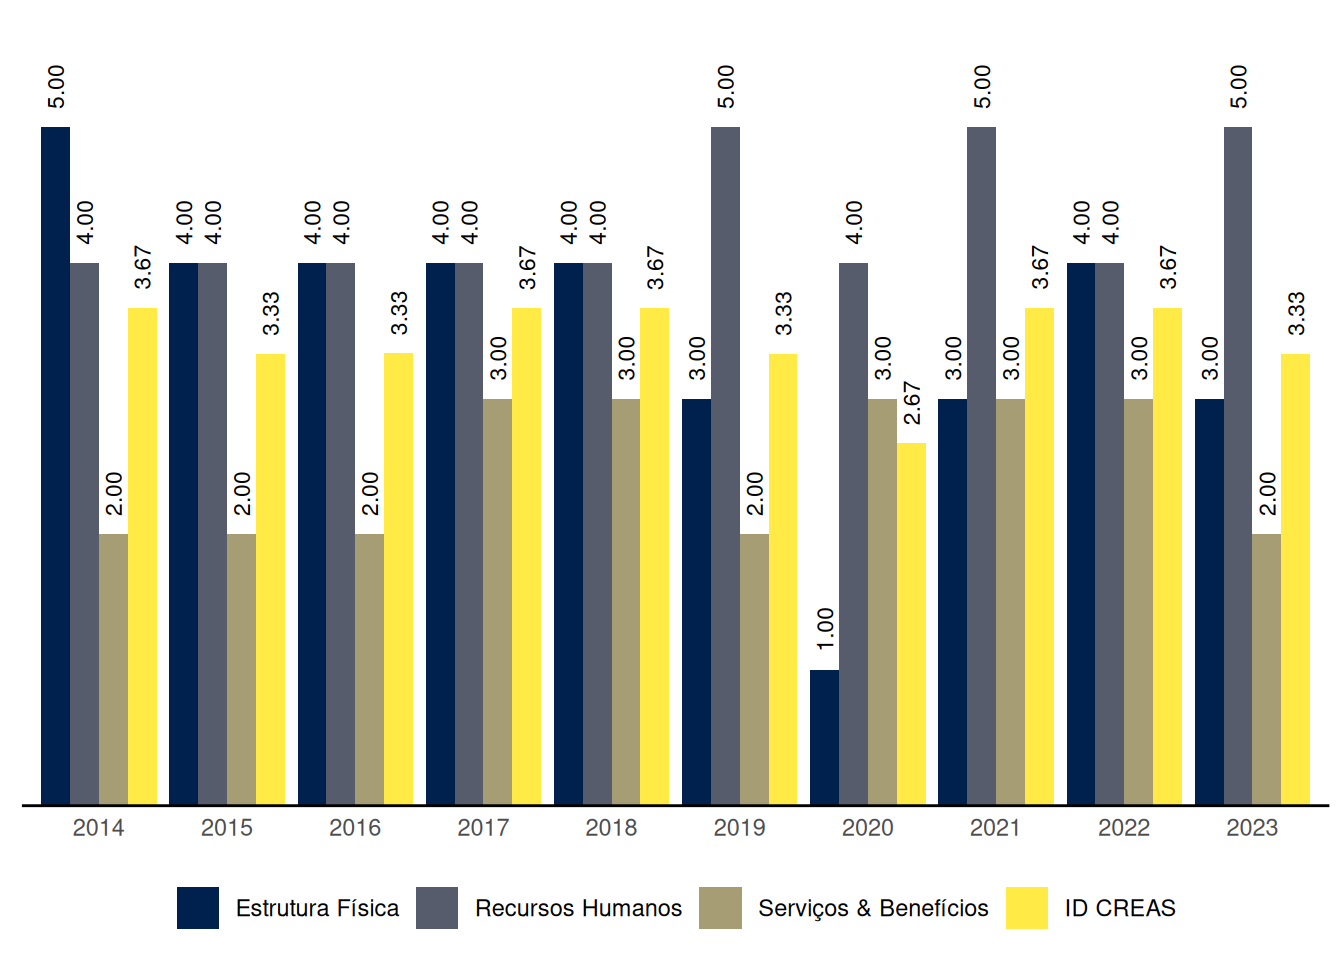 5.00 4.00 2.00 3.67 4.00 4.00 2.00 3.33 4.00 4.00 2.00 3.33 4.00 4.00 3.00 3.67 4.00 4.00 3.00 3.67 3.00 5.00 2.00 3.33 1.00 4.00 3.00 2.67 3.00 5.00 3.00 3.67 4.00 4.00 3.00 3.67 3.00 5.00 2.00 3.33
2014 2015 2016 2017 2018 2019 2020 2021 2022 2023
Estrutura Física Recursos Humanos Serviços & Benefícios ID CREAS